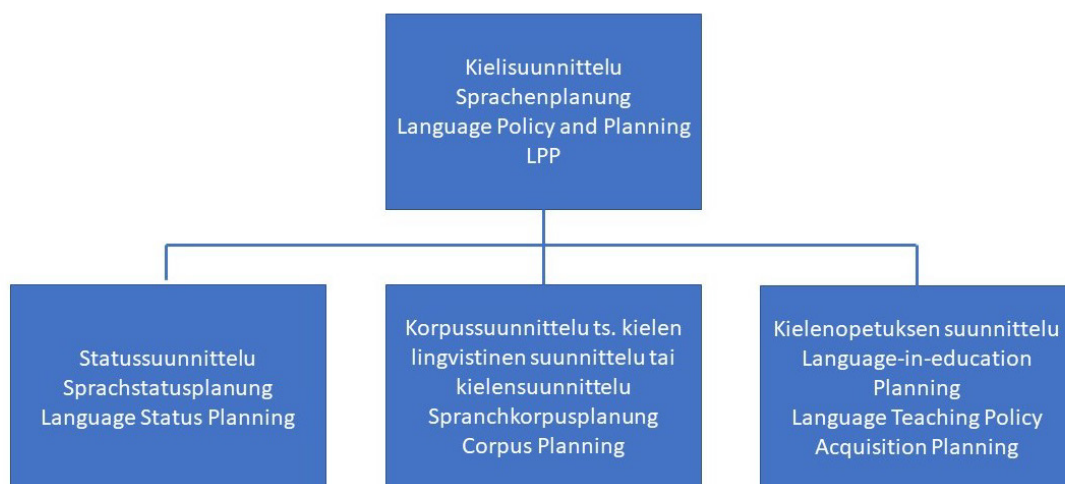 Kielisuunnittelu
Sprachenplanung
Language Policy and Planning
LPP
Statussuunnittelu
Sprachstatusplanung
Language Status Planning
Korpussuunnittelu ts. kielen
lingvistinen suunnittelu tai
kielensuunnittelu
Spranchkorpusplanung
Corpus Planning
Kielenopetuksen suunnittelu
Language-in-education
Planning
Language Teaching Policy
Acquisition Planning